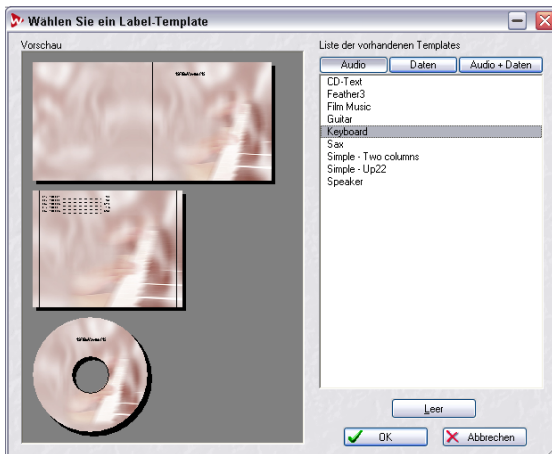 Wählen Sie ein Label-Template
Vorschau
Liste der vorhandenen Templates
Audio
Daten
Audio + Daten
CD-Text
Feather3
Film Music
Guitar
Keyboard
Sax
Simple - Two columns
Simple - Up22
Speaker
Leer
OK
Abbrechen